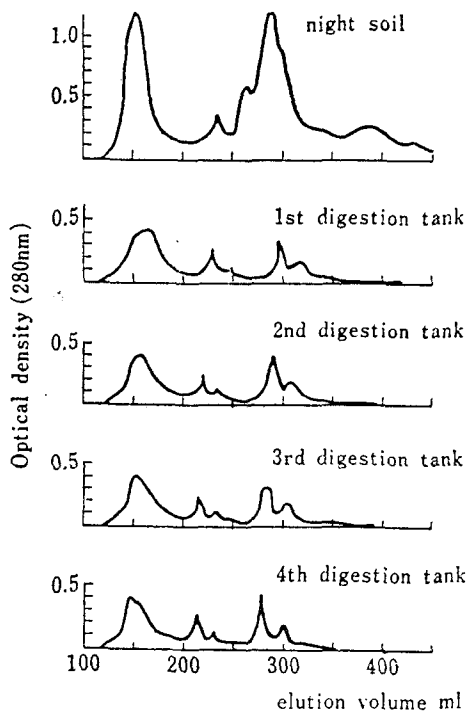 night soil
1.0
0.5
1st digestion tank
0.5
2nd digestion tank
0.5
3rd digestion tank
0.5
4th digestion tank
0.5
100 200 300 400
elution volume ml
Optical density (280nm)